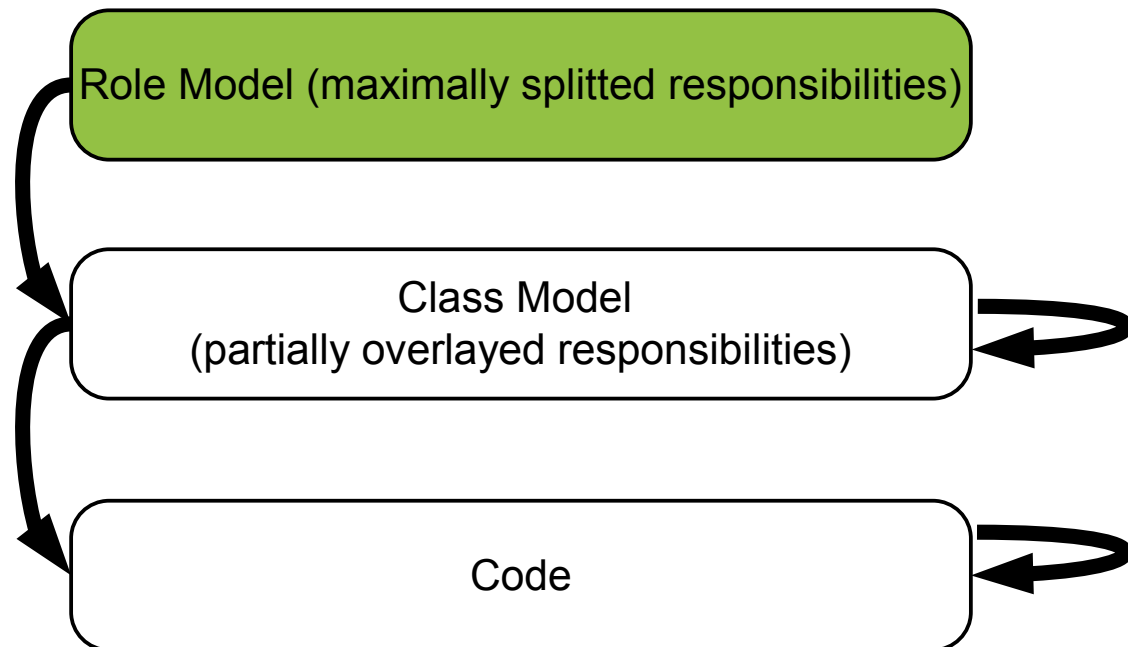 Role Model (maximally splitted responsibilities)
Class Model
(partially overlayed responsibilities)
Code